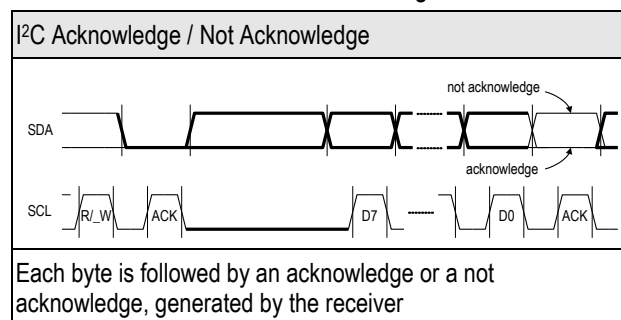 I²C Acknowledge / Not Acknowledge
not acknowledge
SDA
acknowledge
SCL R/_W ACK D7 D0 ACK
Each byte is followed by an acknowledge or a not
acknowledge, generated by the receiver